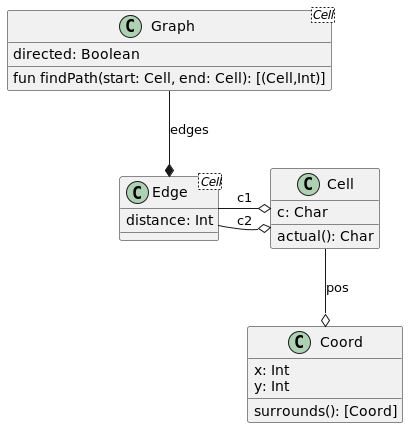 C Graph
Cell
directed: Boolean
fun findPath(start: Cell, end: Cell): [(Cell,Int)]
edges
C Edge
Cell
distance: Int
c1
c2
C Cell
c: Char
actual(): Char
pos
C Coord
x: Int
y: Int
surrounds(): [Coord]